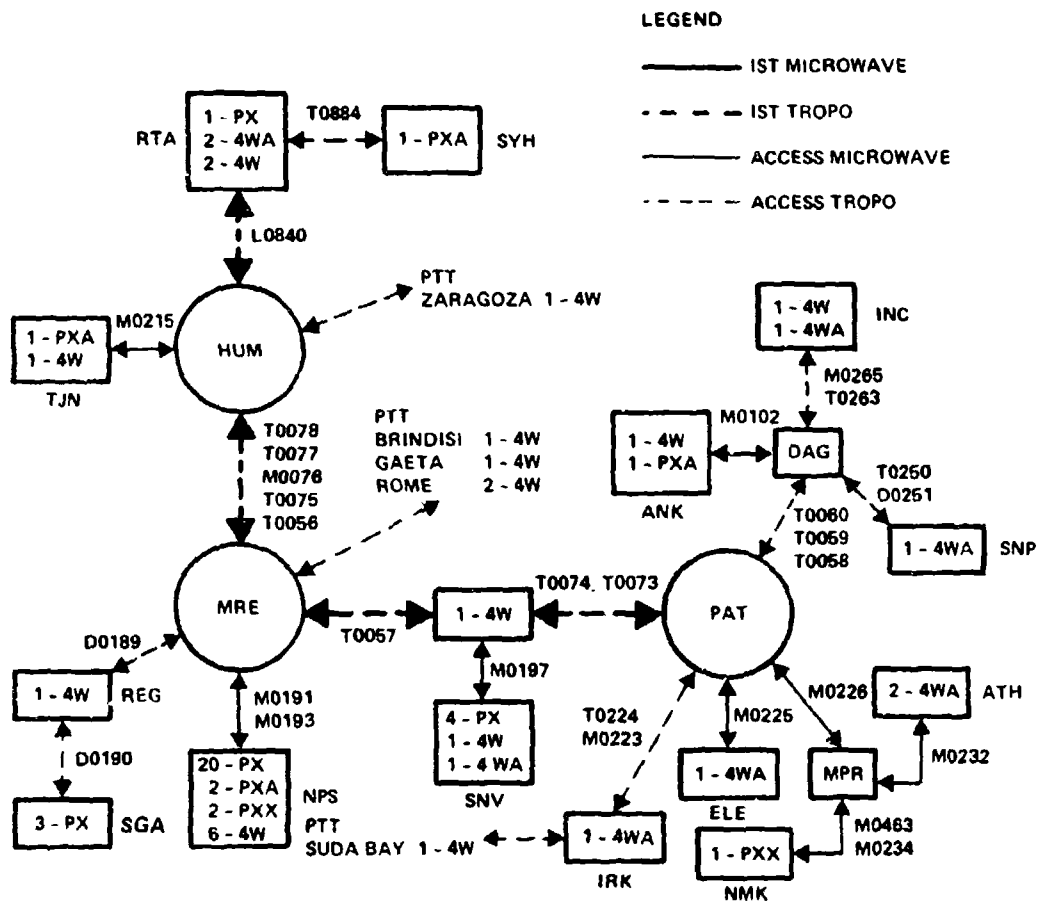 LEGEND
IST MICROWAVE
IST TROPO
ACCESS MICROWAVE
ACCESS TROPO
RTA
1 - PX
2 - 4WA
2 - 4W
T0884
1 - PXA
SYH
L0840
PTT
ZARAGOZA 1 - 4W
HUM
M0215
1 - PXA
1 - 4W
TJN
T0078
T0077
M0076
T0075
T0056
PTT
BRINDISI 1 - 4W
GAETA 1 - 4W
ROME 2 - 4W
1 - 4W
1 - 4WA
INC
M0265
T0263
M0102
1 - 4W
1 - PXA
ANK
DAG
T0250
D0251
1 - 4WA
SNP
T0060
T0059
T0058
MRE
T0057
1 - 4W
T0074, T0073
PAT
D0189
1 - 4W
REG
D0190
3 - PX
SGA
M0191
M0193
20 - PX
2 - PXA
2 - PXX
6 - 4W
NPS
M0197
4 - PX
1 - 4W
1 - 4 WA
SNV
PTT
SUDA BAY 1 - 4W
T0224
M0223
1 - 4WA
IRK
M0225
1 - 4WA
ELE
M0226
MPR
2 - 4WA
ATH
M0232
M0463
M0234
1 - PXX
NMK